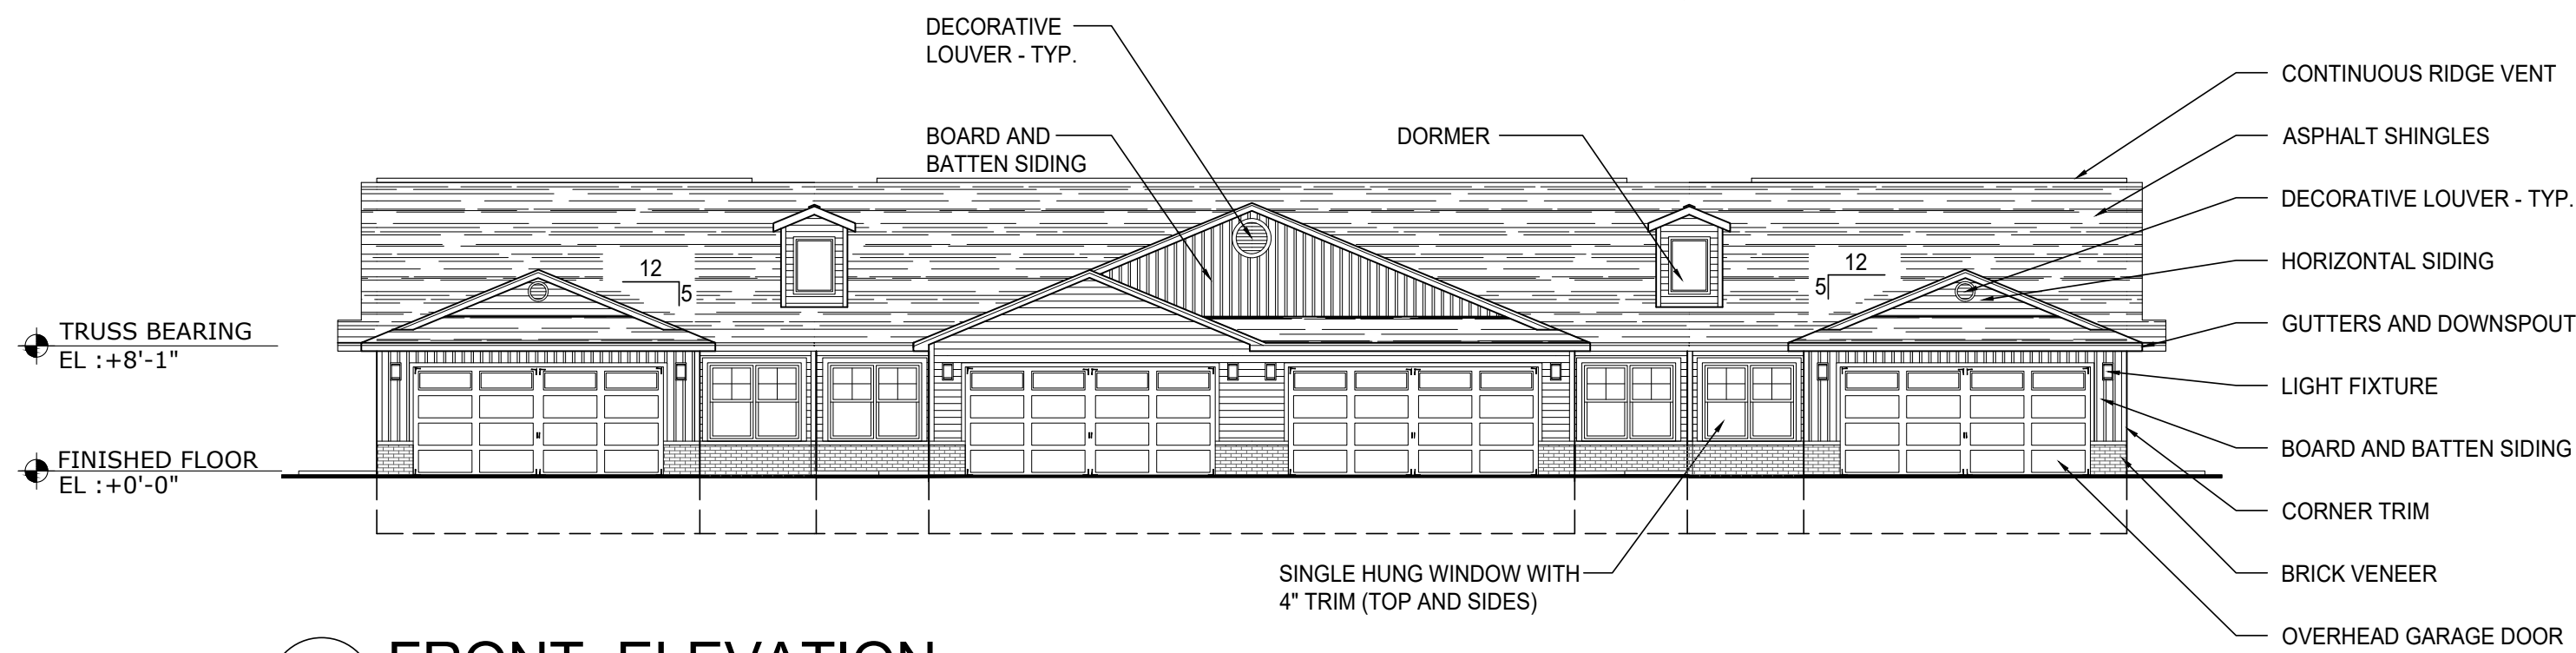 DECORATIVE
LOUVER - TYP.
BOARD AND
BATTEN SIDING
DORMER
CONTINUOUS RIDGE VENT
ASPHALT SHINGLES
DECORATIVE LOUVER - TYP.
HORIZONTAL SIDING
GUTTERS AND DOWNSPOUT
LIGHT FIXTURE
BOARD AND BATTEN SIDING
CORNER TRIM
BRICK VENEER
OVERHEAD GARAGE DOOR
12
5
12
5
TRUSS BEARING
EL :+8'-1"
FINISHED FLOOR
EL :+0'-0"
SINGLE HUNG WINDOW WITH
4" TRIM (TOP AND SIDES)
FRONT ELEVATION